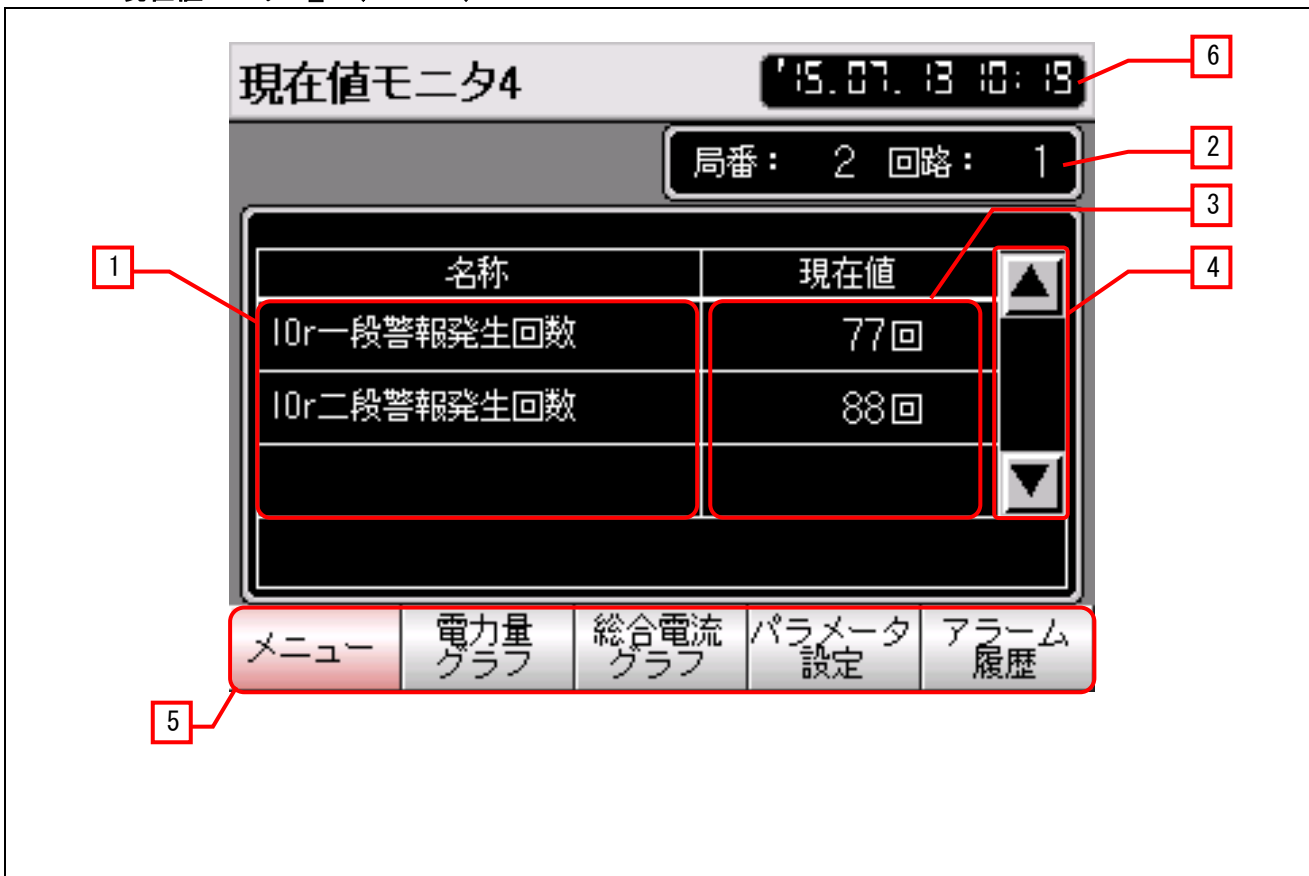 現在値モニタ4
'15.07.13 10:19
6
局番： 2 回路： 1
2
3
1
名称
現在値
4
I0r一段警報発生回数
77回
I0r二段警報発生回数
88回
メニュー
電力量
グラフ
総合電流
グラフ
パラメータ
設定
アラーム
履歴
5